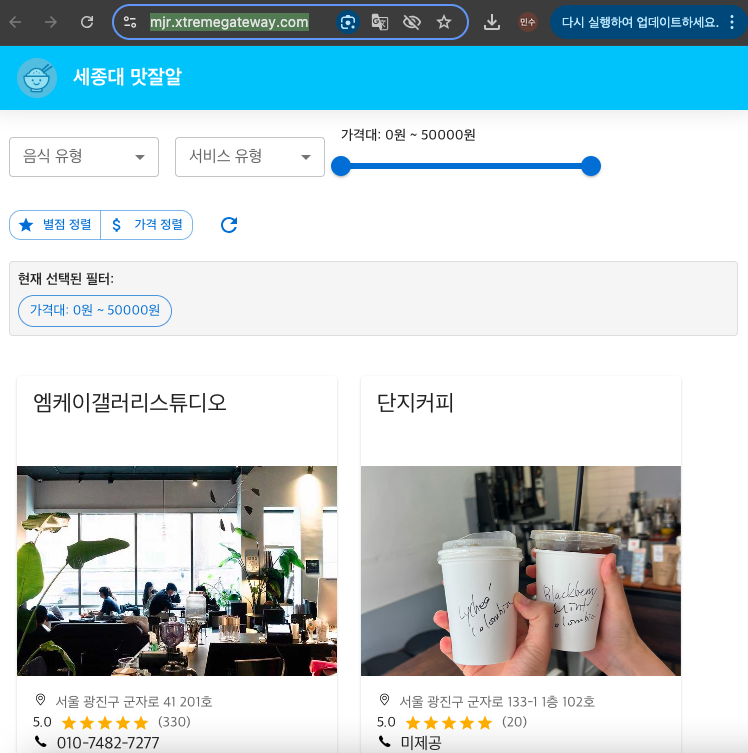 mjr.xtremegateway.com
민수
다시 실행하여 업데이트하세요.
세종대 맛잘알
가격대: 0원 ~ 50000원
음식 유형
서비스 유형
별점 정렬
가격 정렬
현재 선택된 필터:
가격대: 0원 ~ 50000원
엠케이갤러리스튜디오
단지커피
Lychee
Colombia
Blackberry
Mint
Colombia
서울 광진구 군자로 41 201호
5.0 ★★★★★ (330)
010-7482-7277
서울 광진구 군자로 133-1 1층 102호
5.0 ★★★★★ (20)
미제공